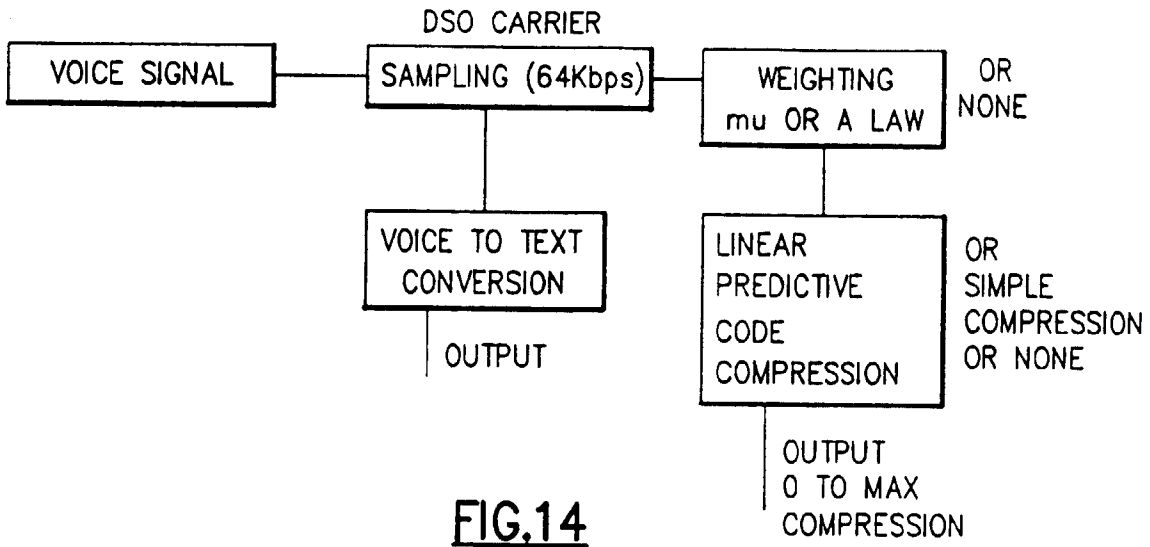 DSO CARRIER
VOICE SIGNAL
SAMPLING (64Kbps)
WEIGHTING
mu OR A LAW
OR
NONE
VOICE TO TEXT
CONVERSION
OUTPUT
LINEAR
PREDICTIVE
CODE
COMPRESSION
OR
SIMPLE
COMPRESSION
OR NONE
OUTPUT
0 TO MAX
COMPRESSION
FIG.14